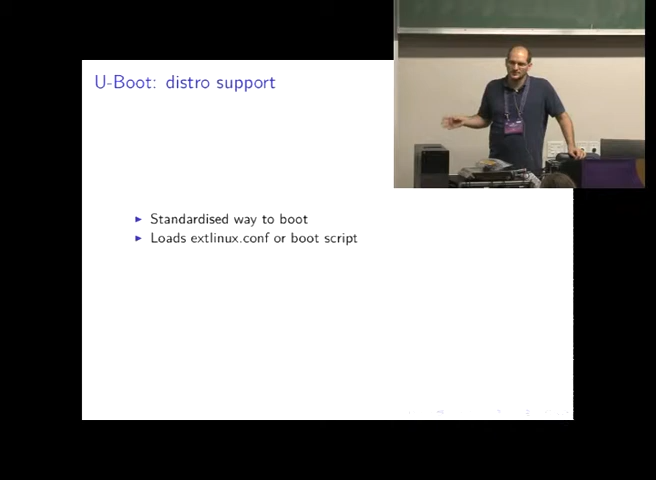 U-Boot: distro support
Standardised way to boot
Loads extlinux.conf or boot script